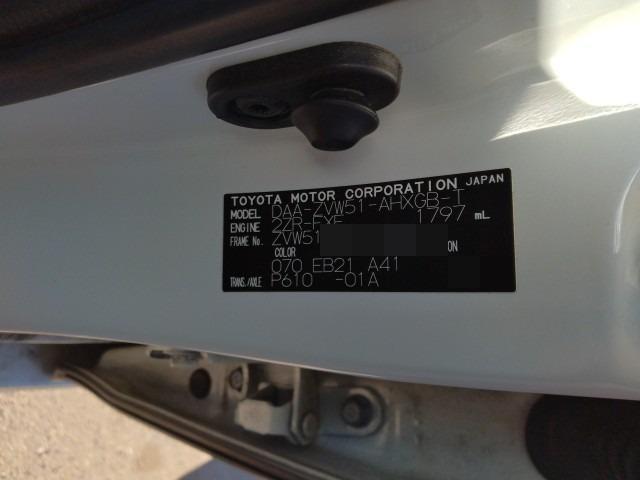 TOYOTA MOTOR CORPORATION JAPAN
MODEL DAA-ZVW51-AHXGB-T
ENGINE 2ZR-FXE 1797 mL
FRAME No. ZVW51
COLOR ON
070 EB21 A41
TRANS./AXLE P610 -01A